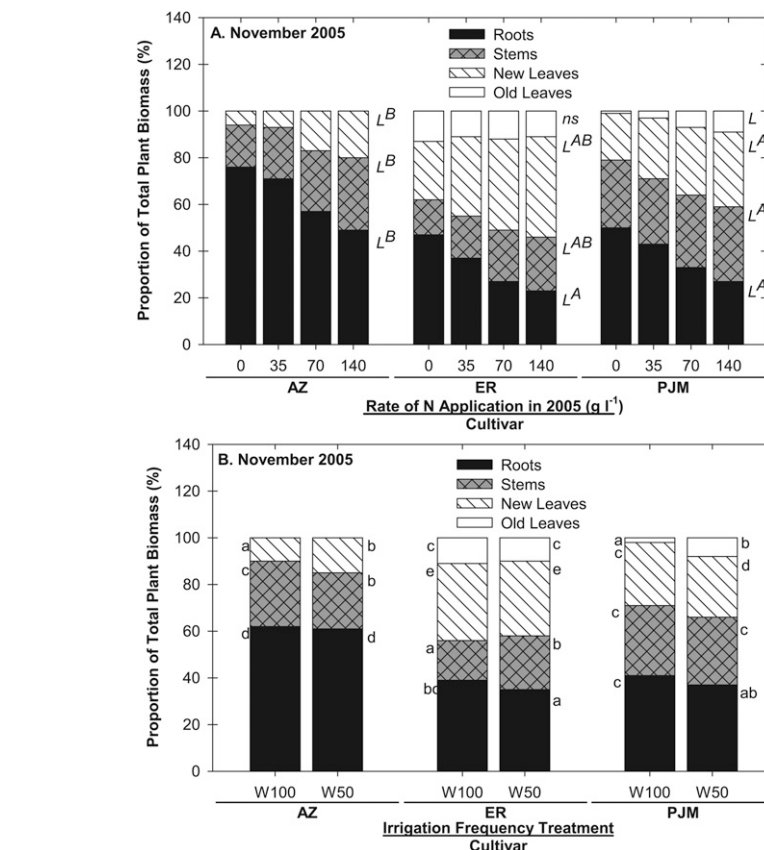 140
A. November 2005
Roots
Stems
New Leaves
Old Leaves
120
100
80
60
40
20
0
Proportion of Total Plant Biomass (%)
L^B
L^B
L^B
ns
L^AB
L^AB
L^A
L
L^A
L^A
L^A
0 35 70 140 0 35 70 140 0 35 70 140
AZ ER PJM
Rate of N Application in 2005 (g l^-1)
Cultivar
140
B. November 2005
Roots
Stems
New Leaves
Old Leaves
120
100
80
60
40
20
0
Proportion of Total Plant Biomass (%)
a b c c a b
c e e c d
b a b c c
d d bc a c ab
W100 W50 W100 W50 W100 W50
AZ ER PJM
Irrigation Frequency Treatment
Cultivar